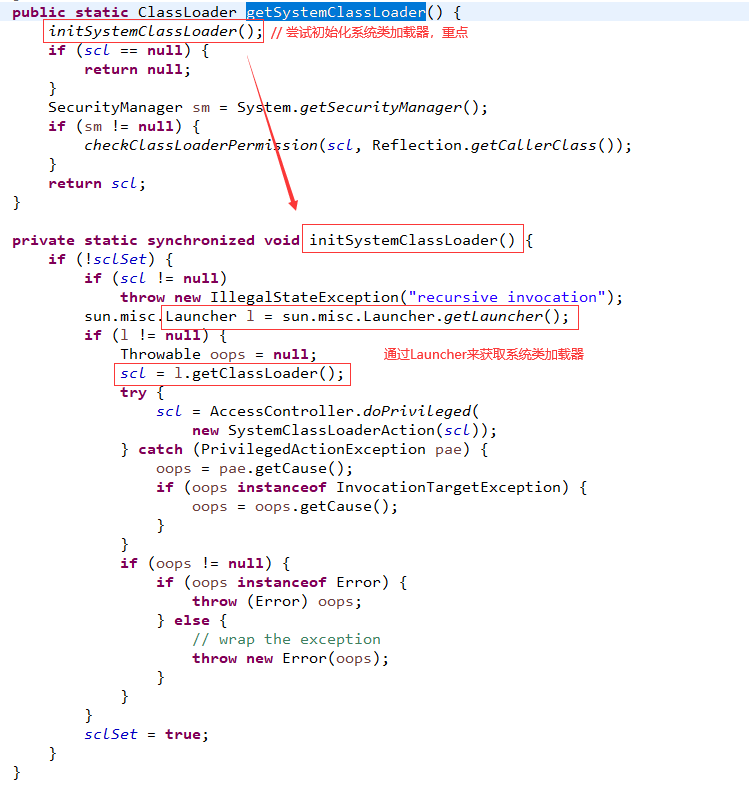 public static ClassLoader getSystemClassLoader() {
    initSystemClassLoader(); // 尝试初始化系统类加载器，重点
    if (scl == null) {
        return null;
    }
    SecurityManager sm = System.getSecurityManager();
    if (sm != null) {
        checkClassLoaderPermission(scl, Reflection.getCallerClass());
    }
    return scl;
}

private static synchronized void initSystemClassLoader() {
    if (!sclSet) {
        if (scl != null)
            throw new IllegalStateException("recursive invocation");
        sun.misc.Launcher l = sun.misc.Launcher.getLauncher();
        if (l != null) {
            Throwable oops = null;
通过Launcher来获取系统类加载器
            scl = l.getClassLoader();
            try {
                scl = AccessController.doPrivileged(
                    new SystemClassLoaderAction(scl));
            } catch (PrivilegedActionException pae) {
                oops = pae.getCause();
                if (oops instanceof InvocationTargetException) {
                    oops = oops.getCause();
                }
            }
            if (oops != null) {
                if (oops instanceof Error) {
                    throw (Error) oops;
                } else {
                    // wrap the exception
                    throw new Error(oops);
                }
            }
        }
        sclSet = true;
    }
}